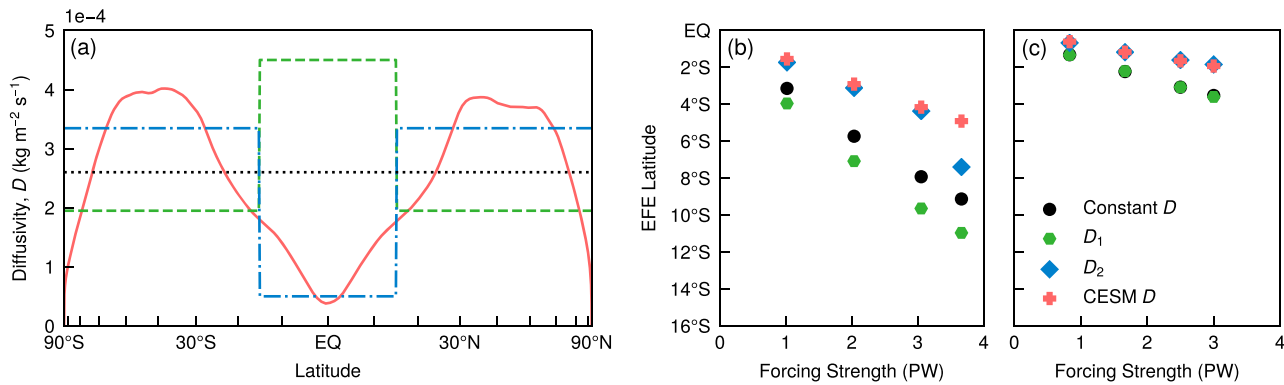 1e−4
(a)
5
4
3
2
1
0
Diffusivity, D (kg m⁻² s⁻¹)
90°S
30°S
EQ
30°N
90°N
Latitude
(b)
EQ
2°S
4°S
6°S
8°S
10°S
12°S
14°S
16°S
EFE Latitude
0
1
2
3
4
Forcing Strength (PW)
(c)
Constant D
D₁
D₂
CESM D
0
1
2
3
4
Forcing Strength (PW)